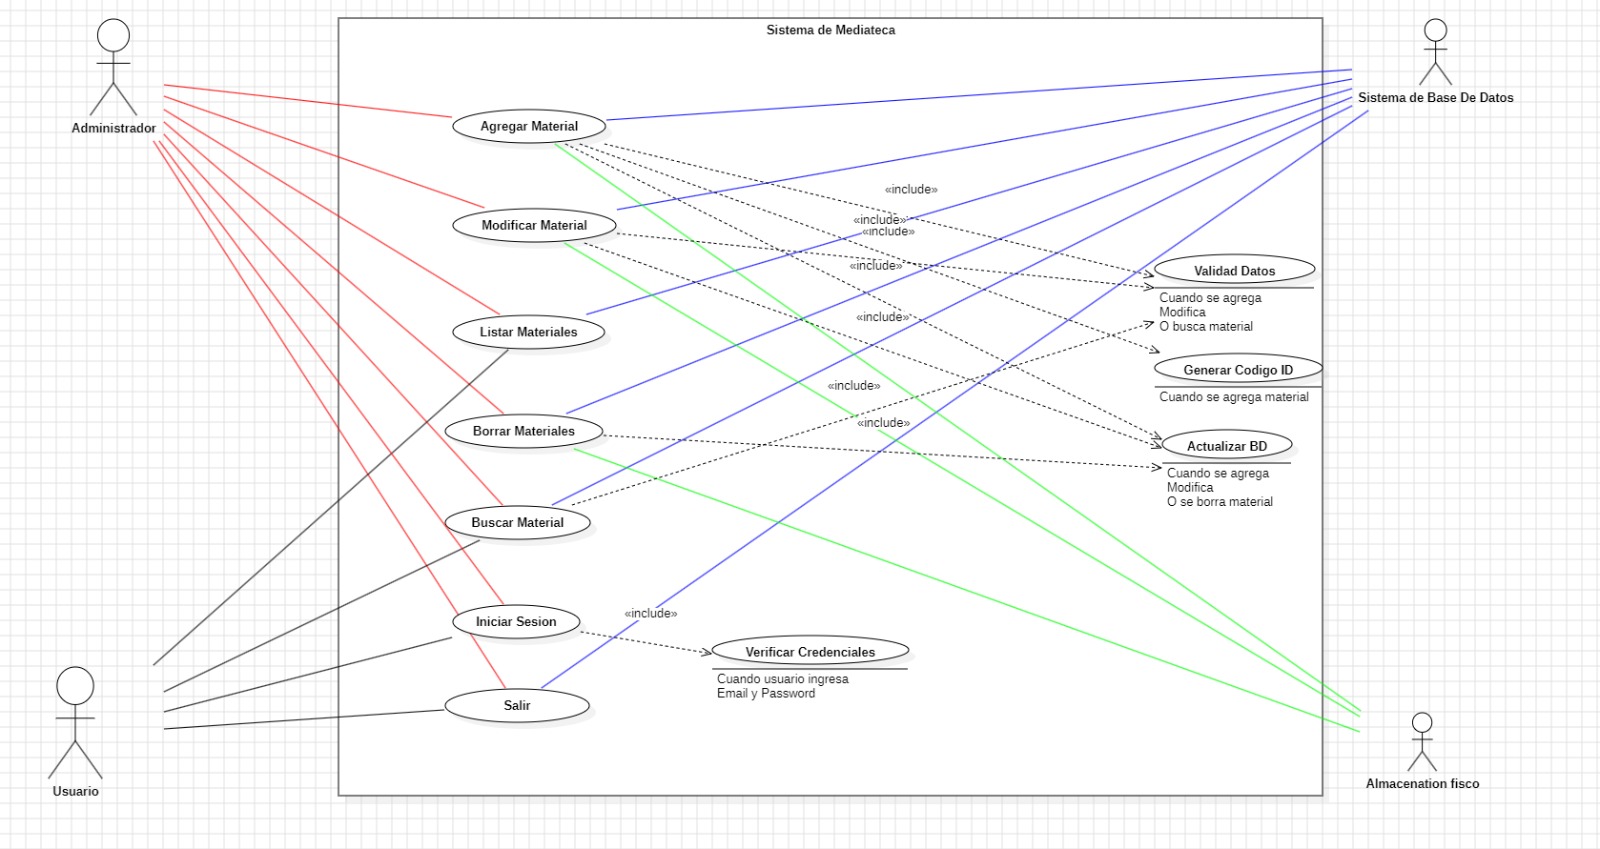 Sistema de Mediateca
Administrador
Sistema de Base De Datos
Agregar Material
«include»
Modificar Material
«include»
«include»
«include»
Validad Datos
Cuando se agrega
Modifica
O busca material
«include»
Listar Materiales
Generar Codigo ID
Cuando se agrega material
«include»
«include»
Borrar Materiales
Actualizar BD
Cuando se agrega
Modifica
O se borra material
Buscar Material
«include»
Iniciar Sesion
Verificar Credenciales
Cuando usuario ingresa
Email y Password
Salir
Usuario
Almacenation fisco